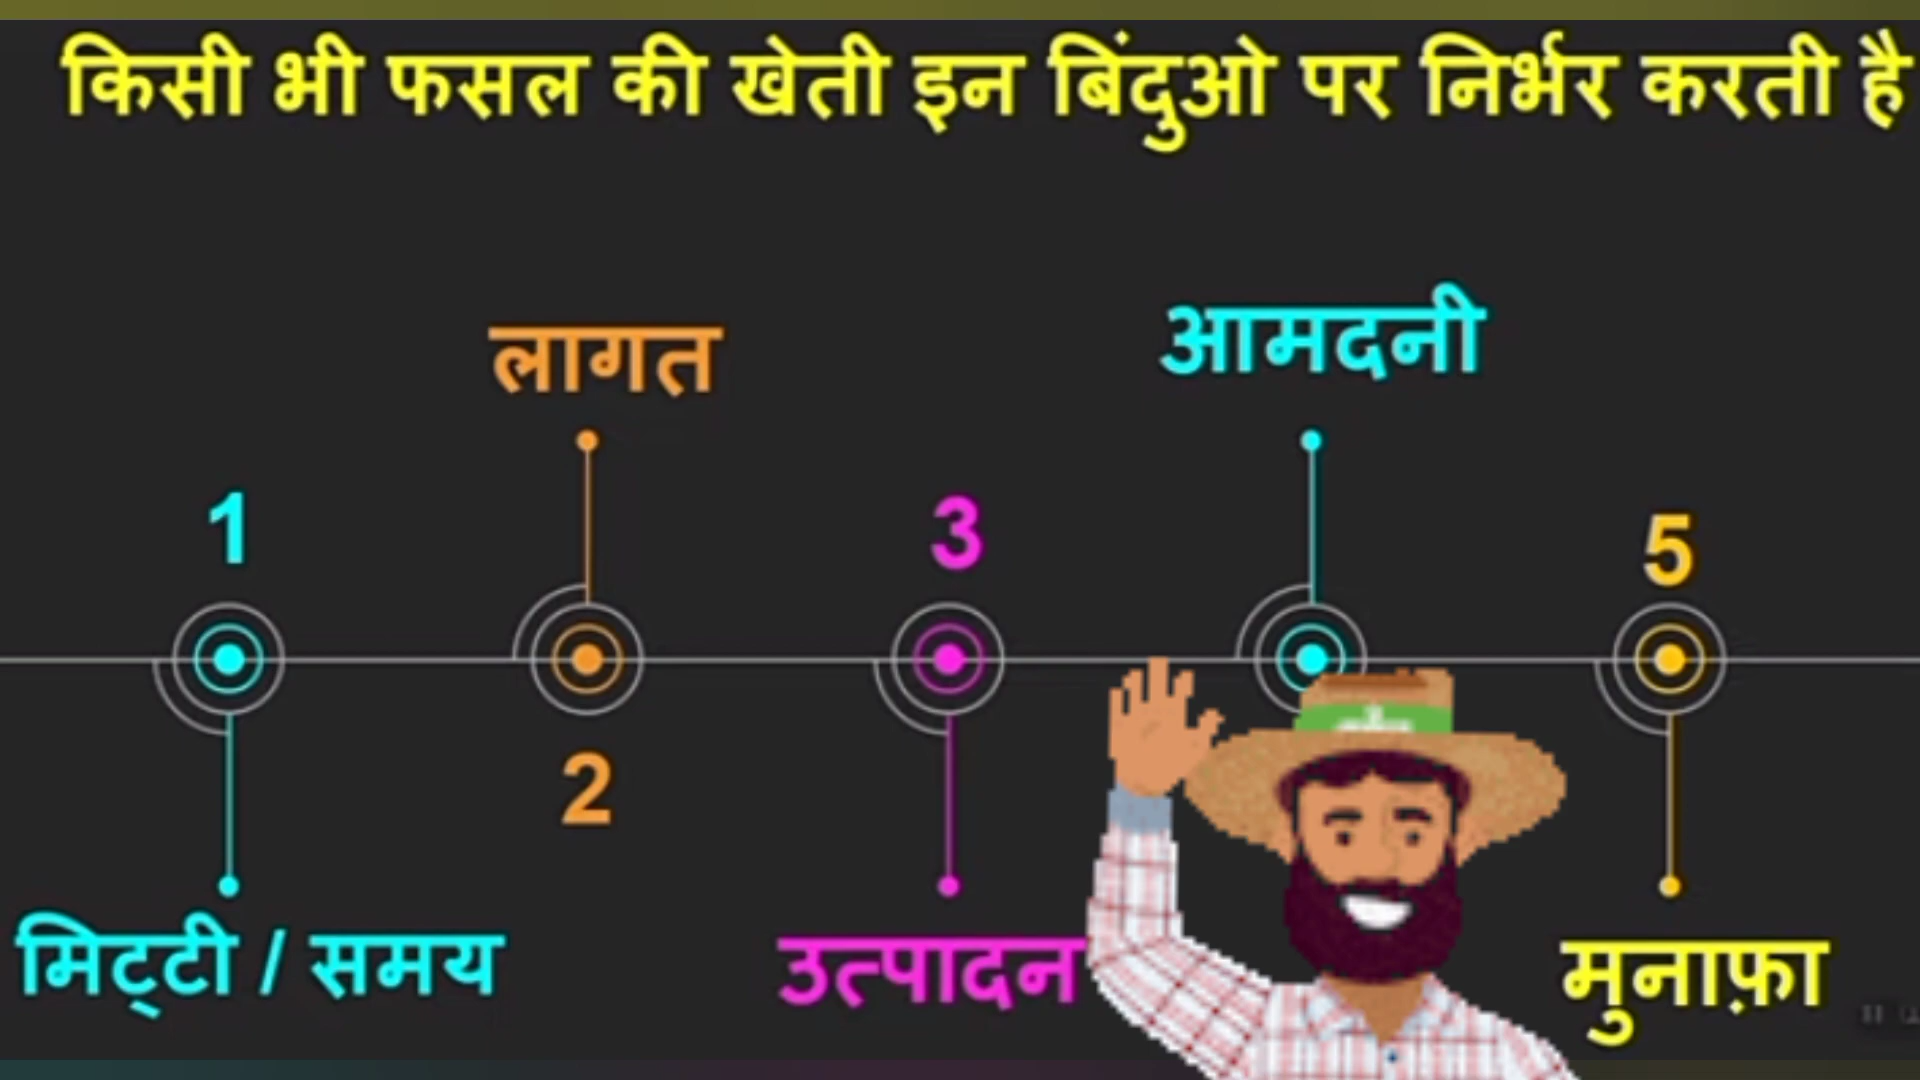 किसी भी फसल की खेती इन बिंदुओ पर निर्भर करती है
लागत
आमदनी
1
3
5
2
मिट्टी / समय
उत्पादन
मुनाफ़ा